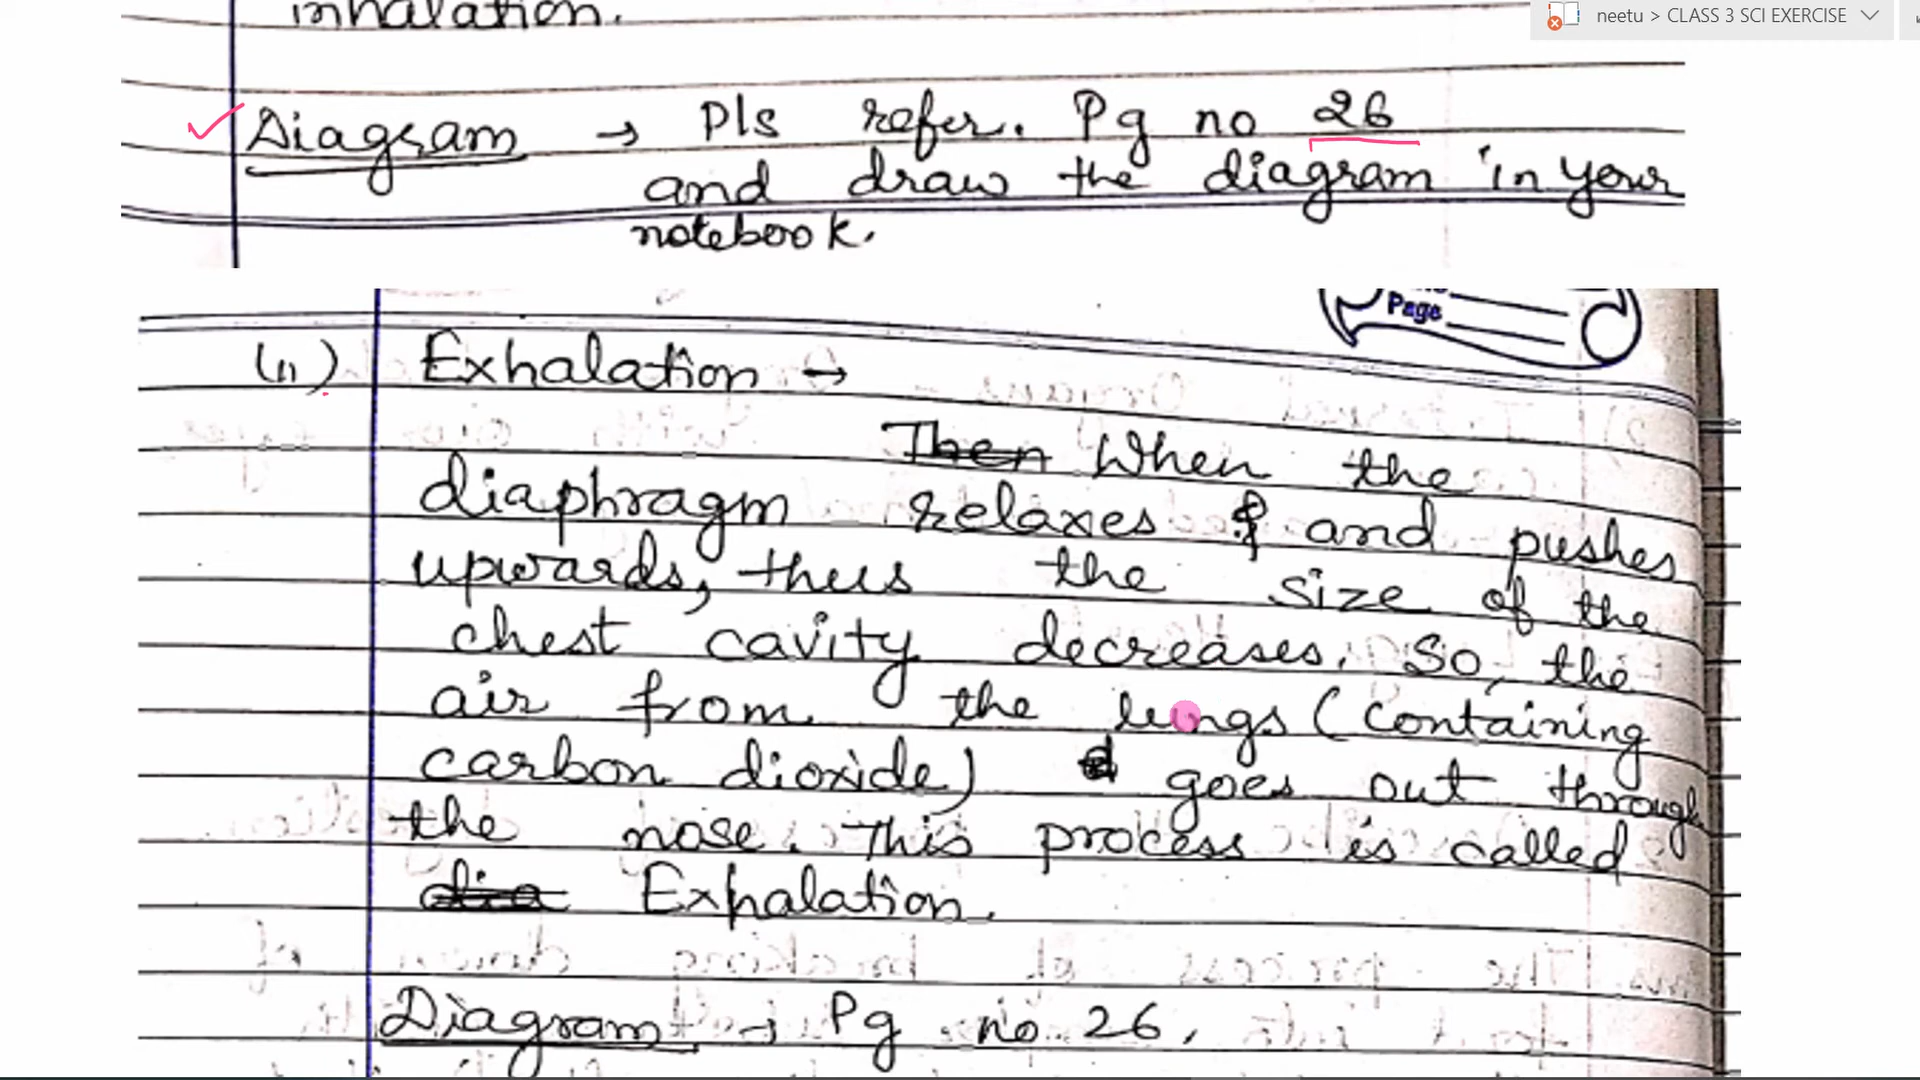 inhalation.
neetu > CLASS 3 SCI EXERCISE
Diagram → Pls refer. Pg no 26
and draw the diagram in your
notebook.
Page
(ii) Exhalation →
Then When the
diaphragm relaxes & and pushes
upwards, thus the size of the
chest cavity decreases. So, the
air from the lungs (containing
carbon dioxide) goes out through
the nose. This process is called
dia Exhalation.
Diagram → Pg no 26.